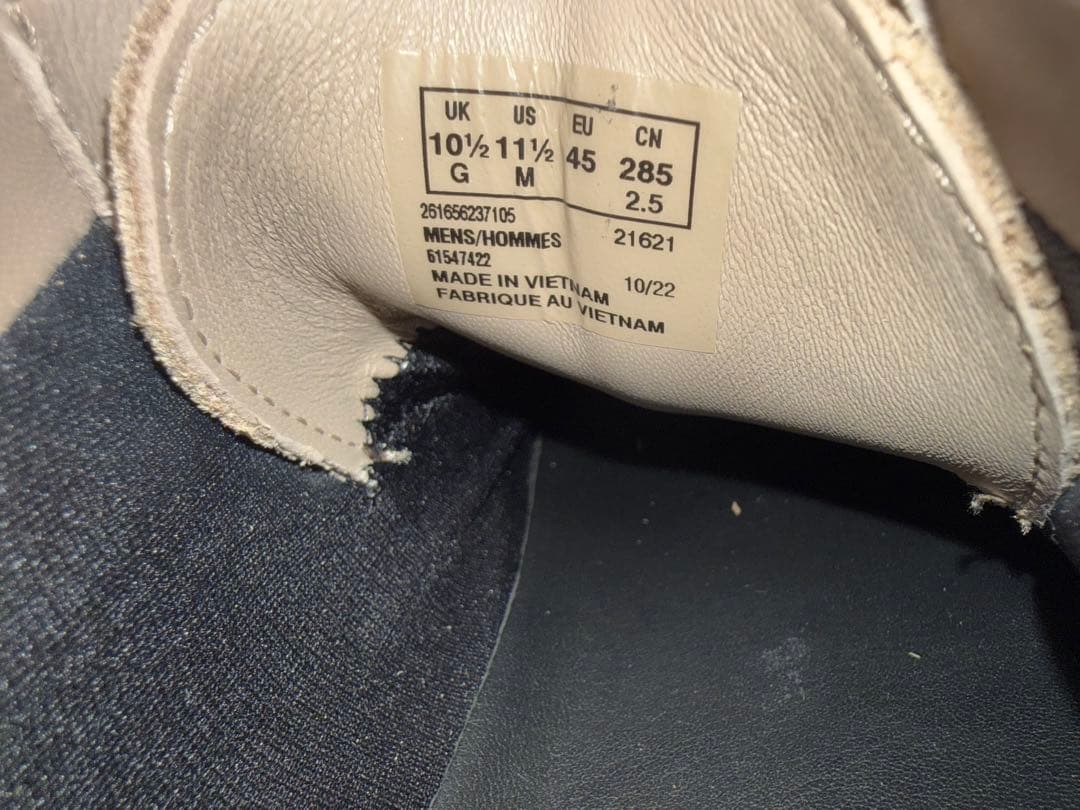 UK US EU CN
10½ 11½ 45 285
G M 2.5
261656237105
MENS/HOMMES 21621
61547422
MADE IN VIETNAM 10/22
FABRIQUE AU VIETNAM